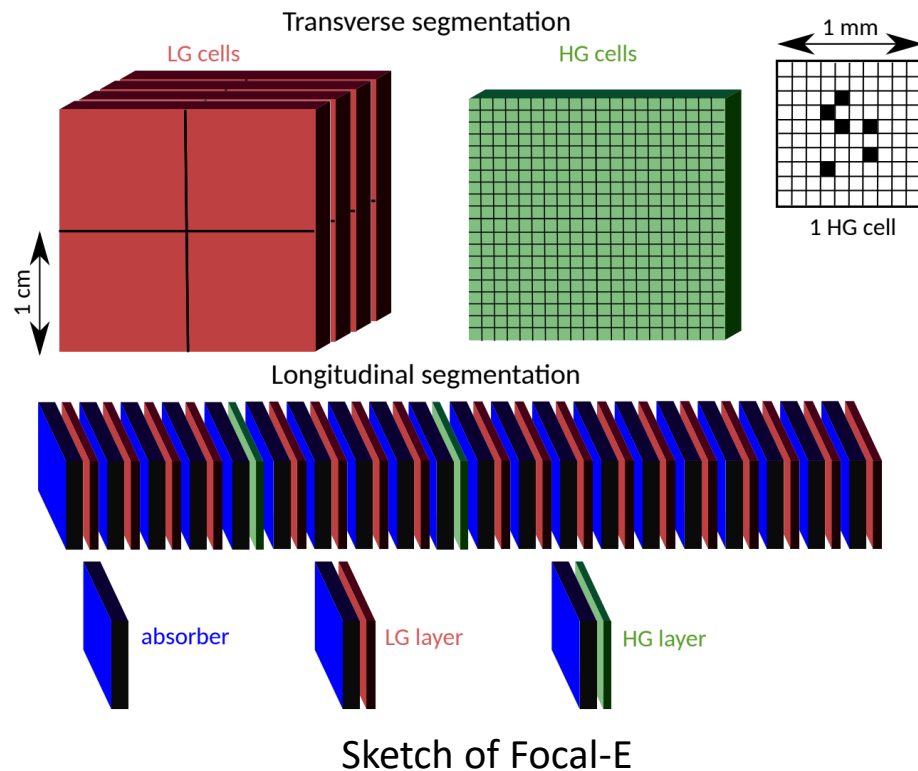 Transverse segmentation
LG cells
HG cells
1 mm
1 HG cell
1 cm
Longitudinal segmentation
absorber
LG layer
HG layer
Sketch of Focal-E